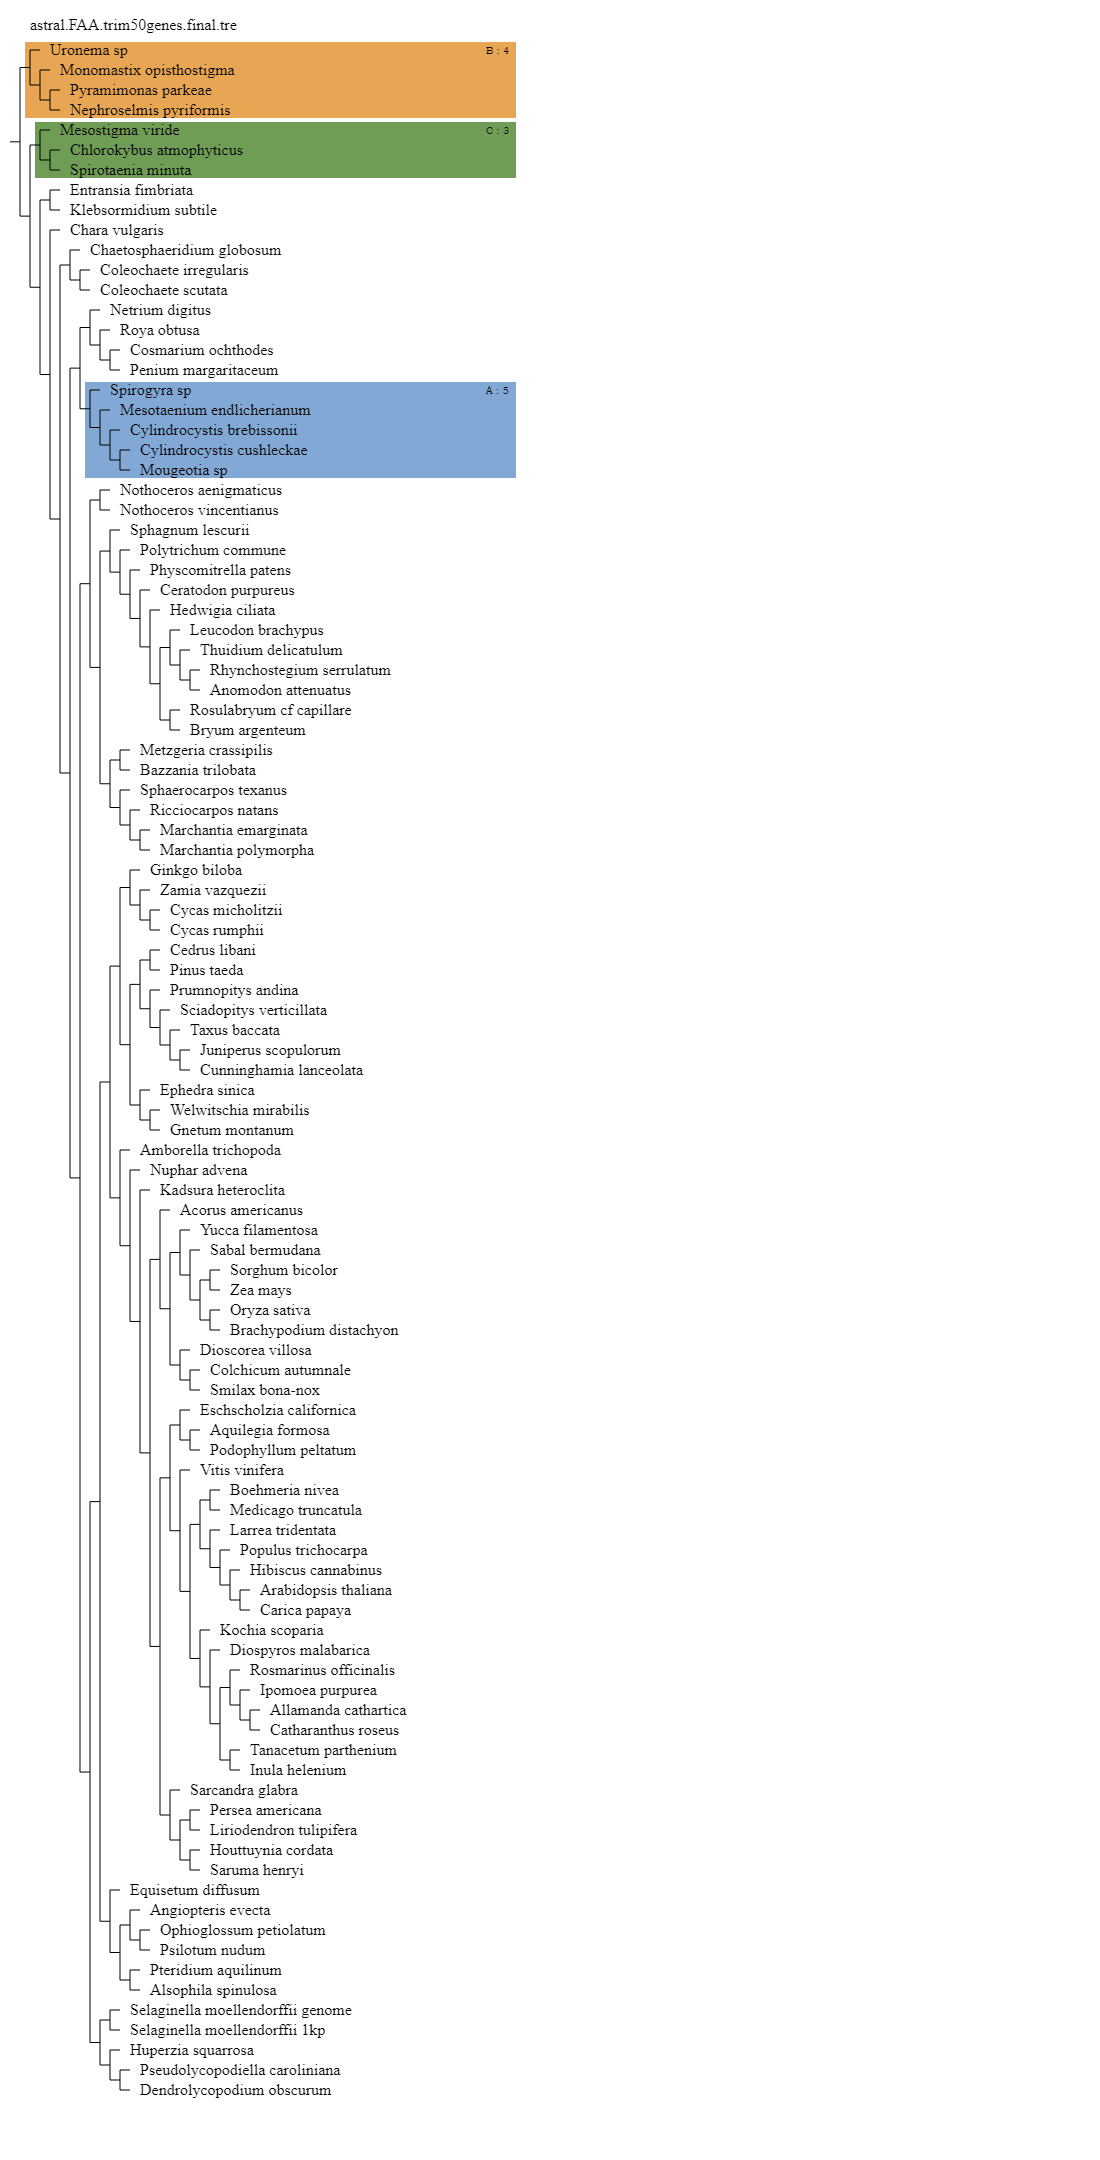 astral.FAA.trim50genes.final.tre
Uronema sp B : 4
Monomastix opisthostigma
Pyramimonas parkeae
Nephroselmis pyriformis
Mesostigma viride C : 3
Chlorokybus atmophyticus
Spirotaenia minuta
Entransia fimbriata
Klebsormidium subtile
Chara vulgaris
Chaetosphaeridium globosum
Coleochaete irregularis
Coleochaete scutata
Netrium digitus
Roya obtusa
Cosmarium ochthodes
Penium margaritaceum
Spirogyra sp A : 5
Mesotaenium endlicherianum
Cylindrocystis brebissonii
Cylindrocystis cushleckae
Mougeotia sp
Nothoceros aenigmaticus
Nothoceros vincentianus
Sphagnum lescurii
Polytrichum commune
Physcomitrella patens
Ceratodon purpureus
Hedwigia ciliata
Leucodon brachypus
Thuidium delicatulum
Rhynchostegium serrulatum
Anomodon attenuatus
Rosulabryum cf capillare
Bryum argenteum
Metzgeria crassipilis
Bazzania trilobata
Sphaerocarpos texanus
Ricciocarpos natans
Marchantia emarginata
Marchantia polymorpha
Ginkgo biloba
Zamia vazquezii
Cycas micholitzii
Cycas rumphii
Cedrus libani
Pinus taeda
Prumnopitys andina
Sciadopitys verticillata
Taxus baccata
Juniperus scopulorum
Cunninghamia lanceolata
Ephedra sinica
Welwitschia mirabilis
Gnetum montanum
Amborella trichopoda
Nuphar advena
Kadsura heteroclita
Acorus americanus
Yucca filamentosa
Sabal bermudana
Sorghum bicolor
Zea mays
Oryza sativa
Brachypodium distachyon
Dioscorea villosa
Colchicum autumnale
Smilax bona-nox
Eschscholzia californica
Aquilegia formosa
Podophyllum peltatum
Vitis vinifera
Boehmeria nivea
Medicago truncatula
Larrea tridentata
Populus trichocarpa
Hibiscus cannabinus
Arabidopsis thaliana
Carica papaya
Kochia scoparia
Diospyros malabarica
Rosmarinus officinalis
Ipomoea purpurea
Allamanda cathartica
Catharanthus roseus
Tanacetum parthenium
Inula helenium
Sarcandra glabra
Persea americana
Liriodendron tulipifera
Houttuynia cordata
Saruma henryi
Equisetum diffusum
Angiopteris evecta
Ophioglossum petiolatum
Psilotum nudum
Pteridium aquilinum
Alsophila spinulosa
Selaginella moellendorffii genome
Selaginella moellendorffii 1kp
Huperzia squarrosa
Pseudolycopodiella caroliniana
Dendrolycopodium obscurum